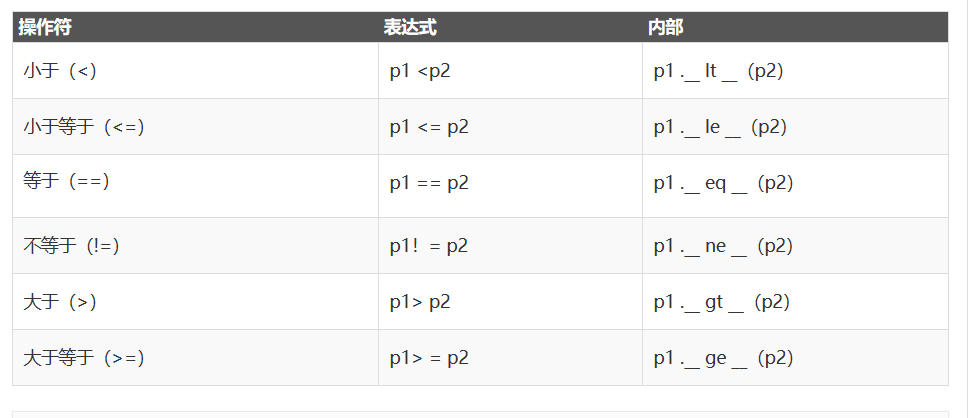 操作符 表达式 内部
小于（<） p1 <p2 p1 .__ lt __（p2）
小于等于（<=） p1 <= p2 p1 .__ le __（p2）
等于（==） p1 == p2 p1 .__ eq __（p2）
不等于（!=） p1！= p2 p1 .__ ne __（p2）
大于（>） p1> p2 p1 .__ gt __（p2）
大于等于（>=） p1> = p2 p1 .__ ge __（p2）